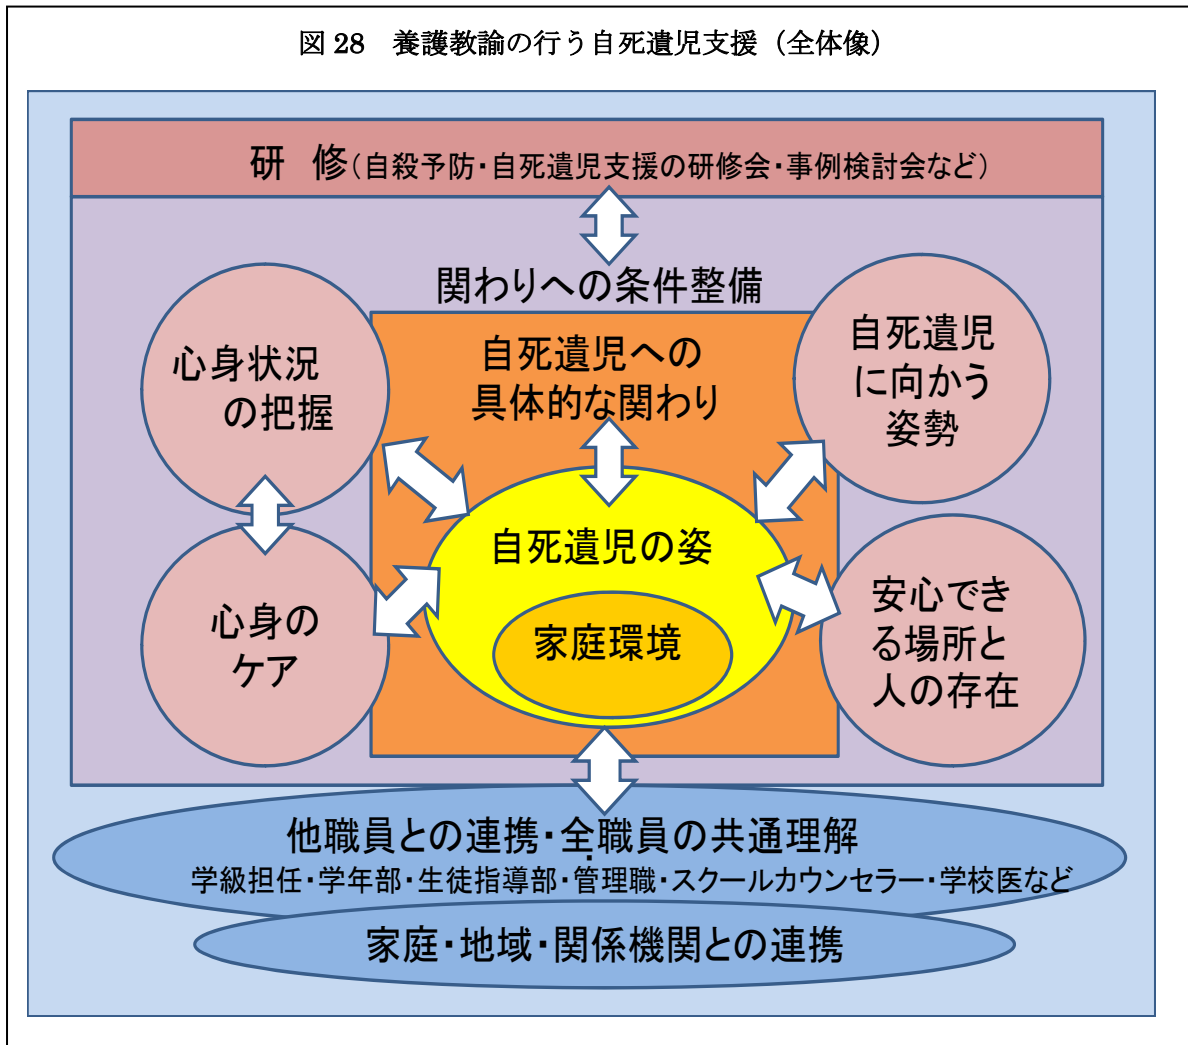 図 28　養護教諭の行う自死遺児支援（全体像）
研　修（自殺予防・自死遺児支援の研修会・事例検討会など）
関わりへの条件整備
心身状況
の把握
自死遺児への
具体的な関わり
自死遺児
に向かう
姿勢
自死遺児の姿
家庭環境
心身の
ケア
安心でき
る場所と
人の存在
他職員との連携・全職員の共通理解
学級担任・学年部・生徒指導部・管理職・スクールカウンセラー・学校医など
家庭・地域・関係機関との連携